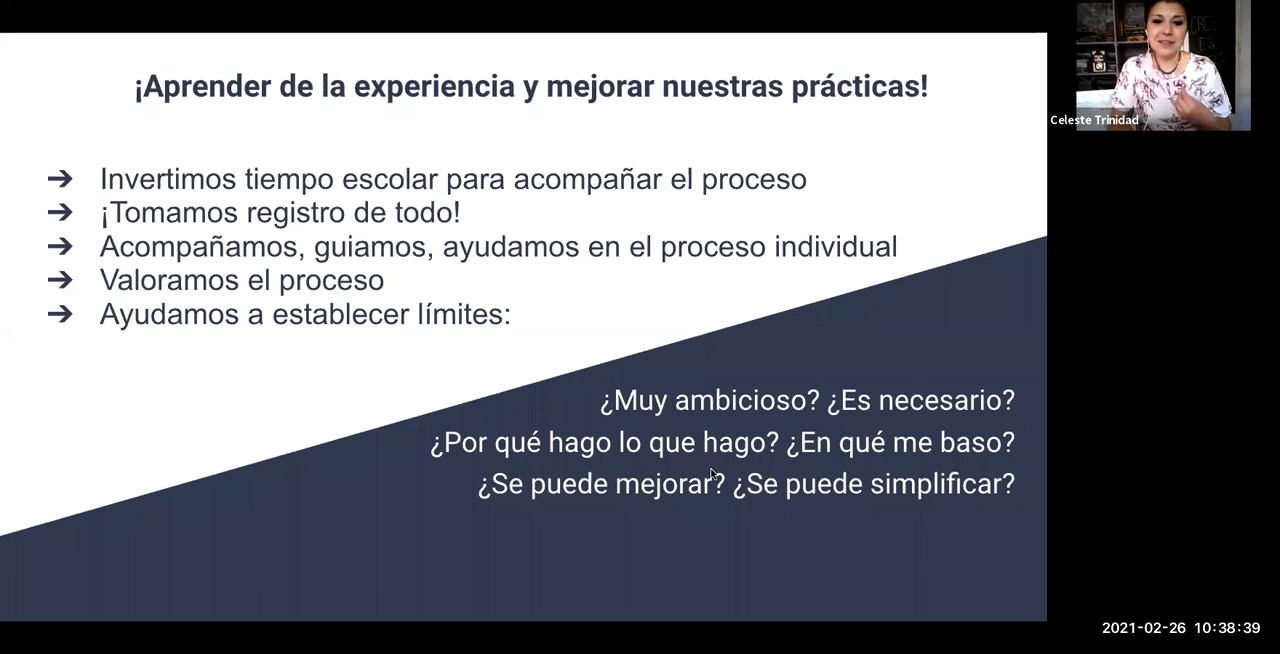 ¡Aprender de la experiencia y mejorar nuestras prácticas!
➔ Invertimos tiempo escolar para acompañar el proceso
➔ ¡Tomamos registro de todo!
➔ Acompañamos, guiamos, ayudamos en el proceso individual
➔ Valoramos el proceso
➔ Ayudamos a establecer límites:
¿Muy ambicioso? ¿Es necesario?
¿Por qué hago lo que hago? ¿En qué me baso?
¿Se puede mejorar? ¿Se puede simplificar?
Celeste Trinidad
2021-02-26 10:38:39